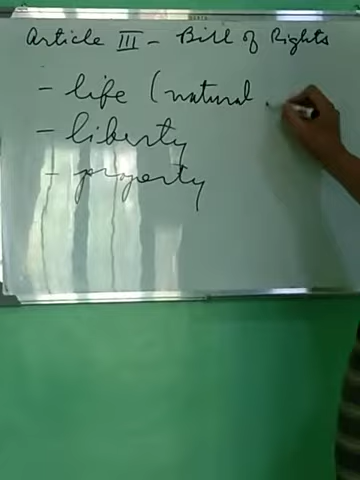 Article III - Bill of Rights
- life (natural
- liberty
- property